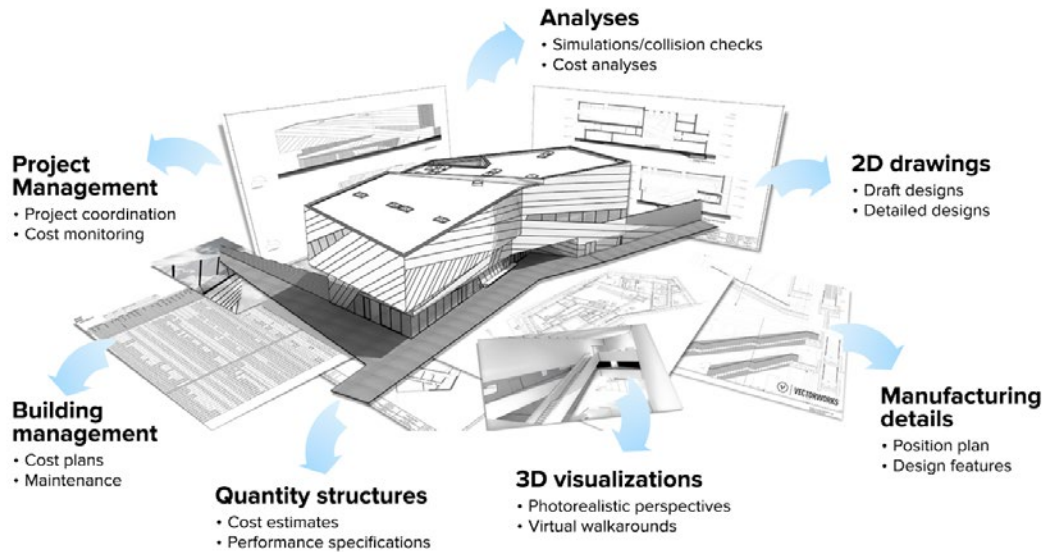 Analyses
• Simulations/collision checks
• Cost analyses
Project
Management
• Project coordination
• Cost monitoring
2D drawings
• Draft designs
• Detailed designs
Building
management
• Cost plans
• Maintenance
Quantity structures
• Cost estimates
• Performance specifications
3D visualizations
• Photorealistic perspectives
• Virtual walkarounds
VECTORWORKS
Manufacturing
details
• Position plan
• Design features